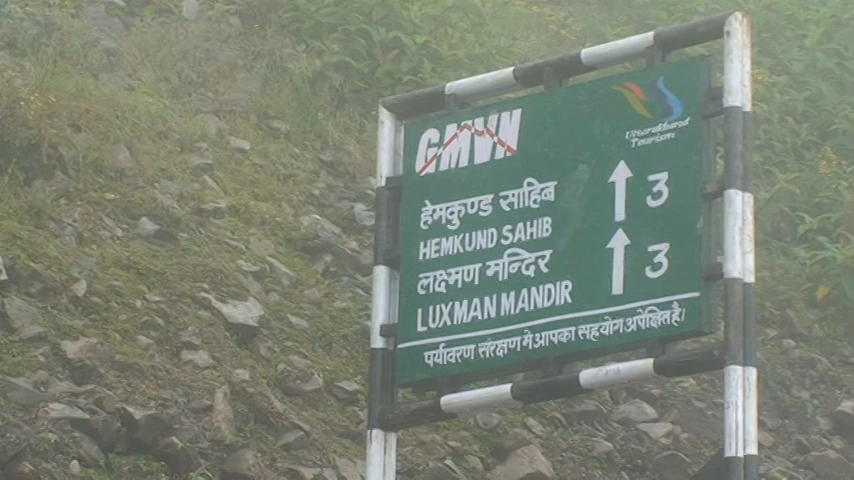 GMVN
Uttarakhand
Tourism
हेमकुण्ड साहिब ↑ 3
HEMKUND SAHIB
लक्ष्मण मन्दिर ↑ 3
LUXMAN MANDIR
पर्यावरण संरक्षण में आपका सहयोग अपेक्षित है।